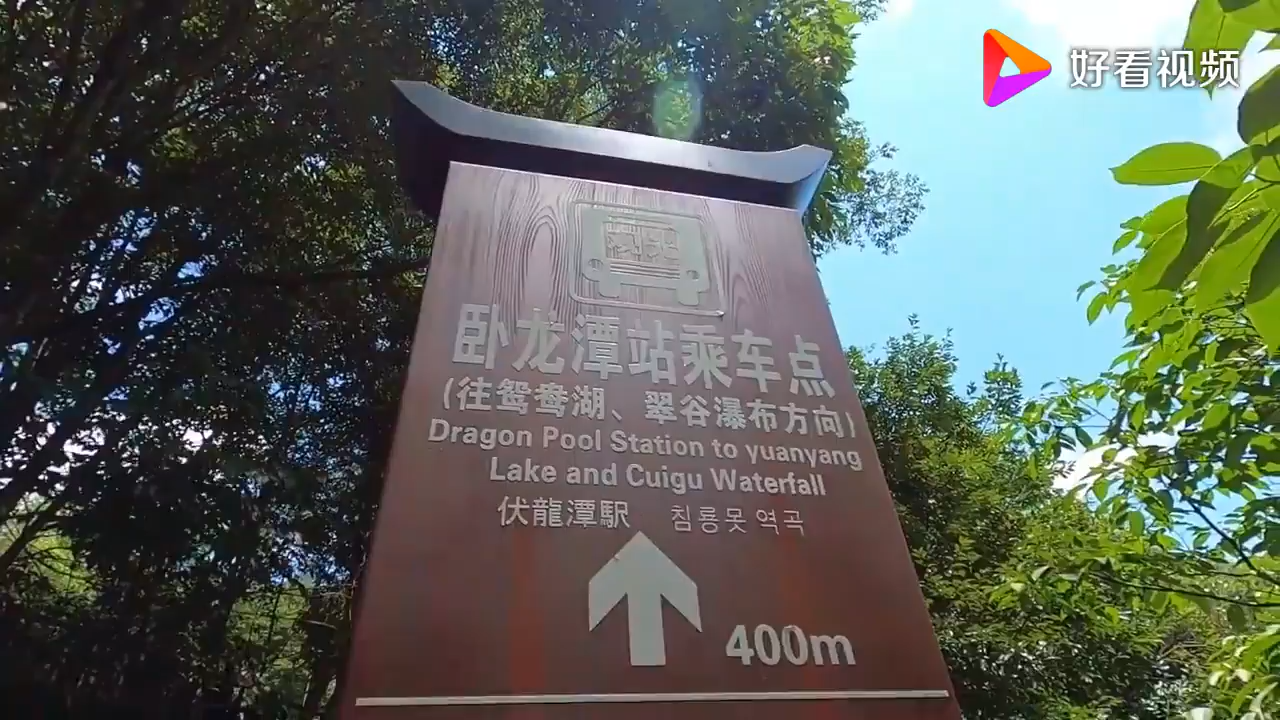 好看视频
卧龙潭站乘车点
(往鸳鸯湖、翠谷瀑布方向)
Dragon Pool Station to yuanyang
Lake and Cuigu Waterfall
伏龍潭駅 침룡못역곡
400m